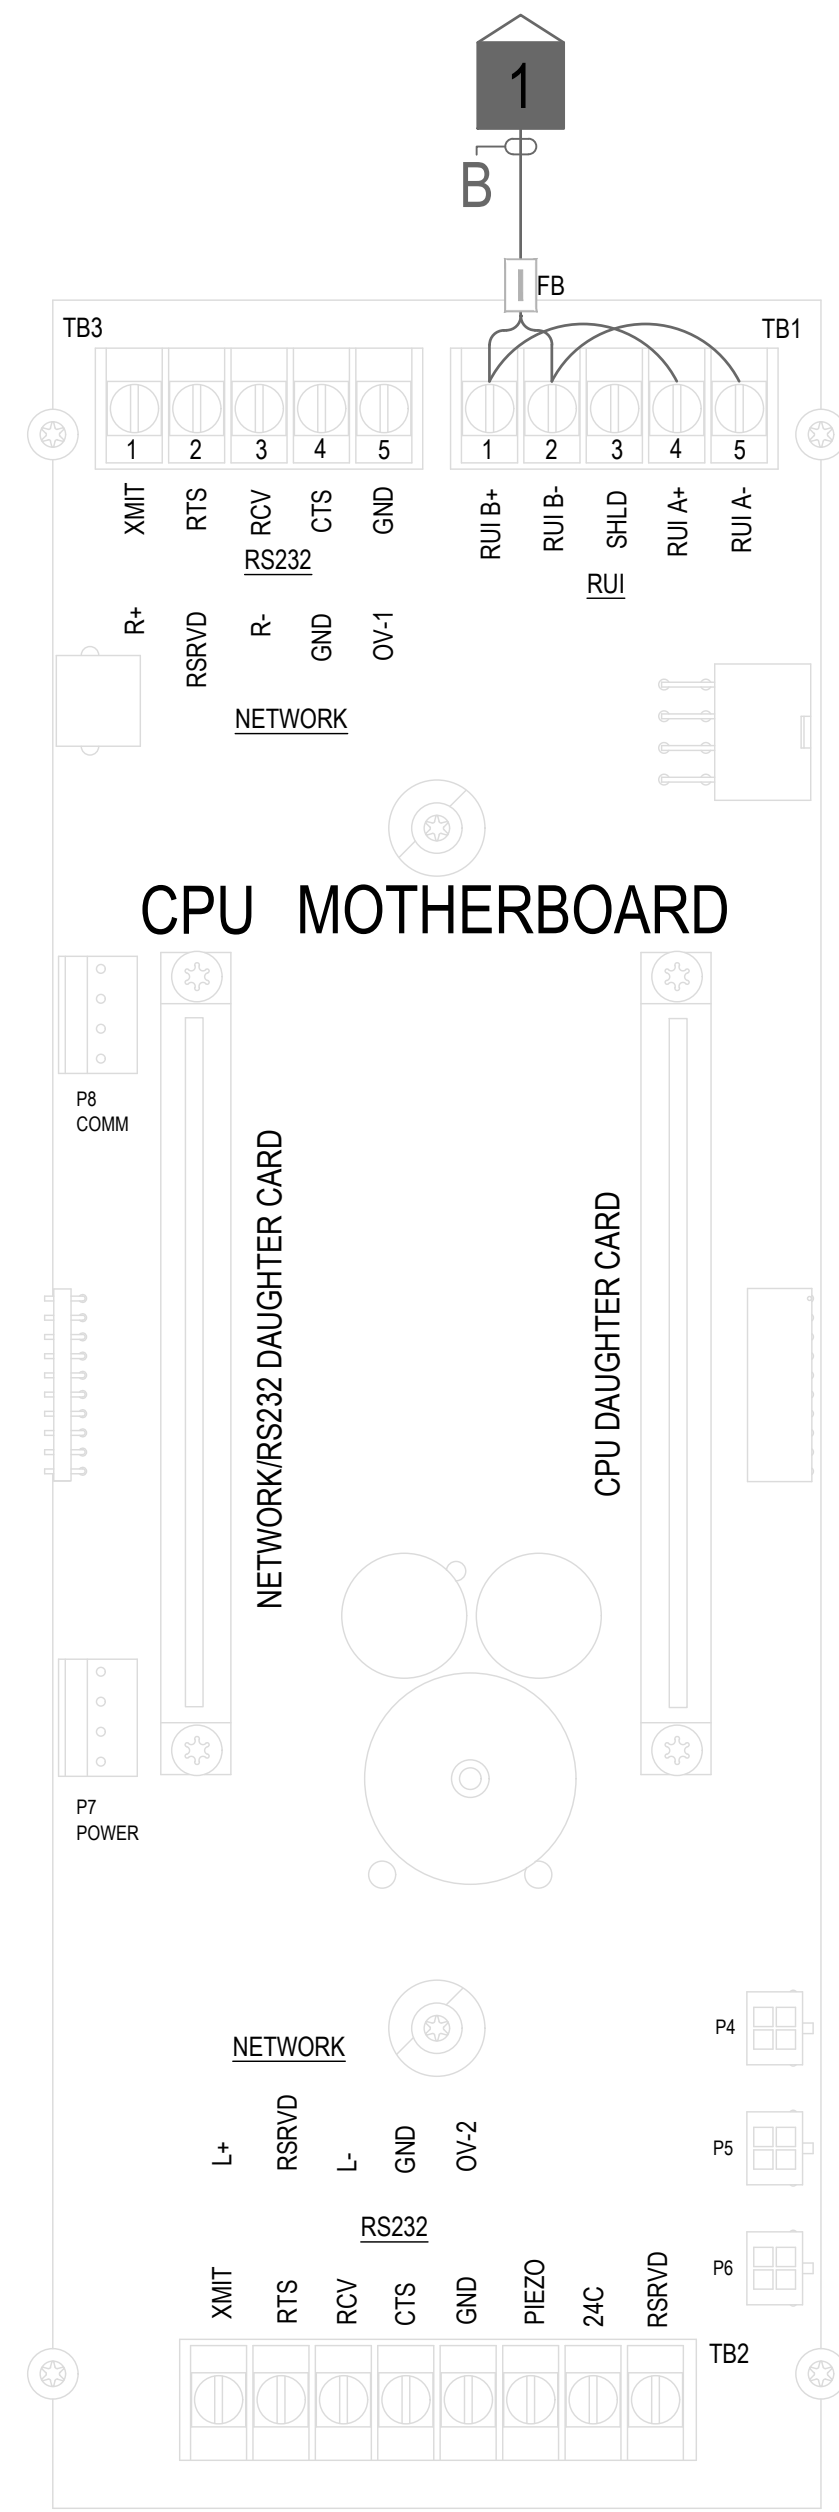 1
B
FB
TB3
TB1
1 2 3 4 5
1 2 3 4 5
XMIT
RTS
RCV
CTS
GND
RUI B+
RUI B-
SHLD
RUI A+
RUI A-
RS232
RUI
R+
RSRVD
R-
GND
OV-1
NETWORK
CPU MOTHERBOARD
P8
COMM
NETWORK/RS232 DAUGHTER CARD
CPU DAUGHTER CARD
P7
POWER
P4
NETWORK
L+
RSRVD
L-
GND
OV-2
P5
RS232
P6
XMIT
RTS
RCV
CTS
GND
PIEZO
24C
RSRVD
TB2